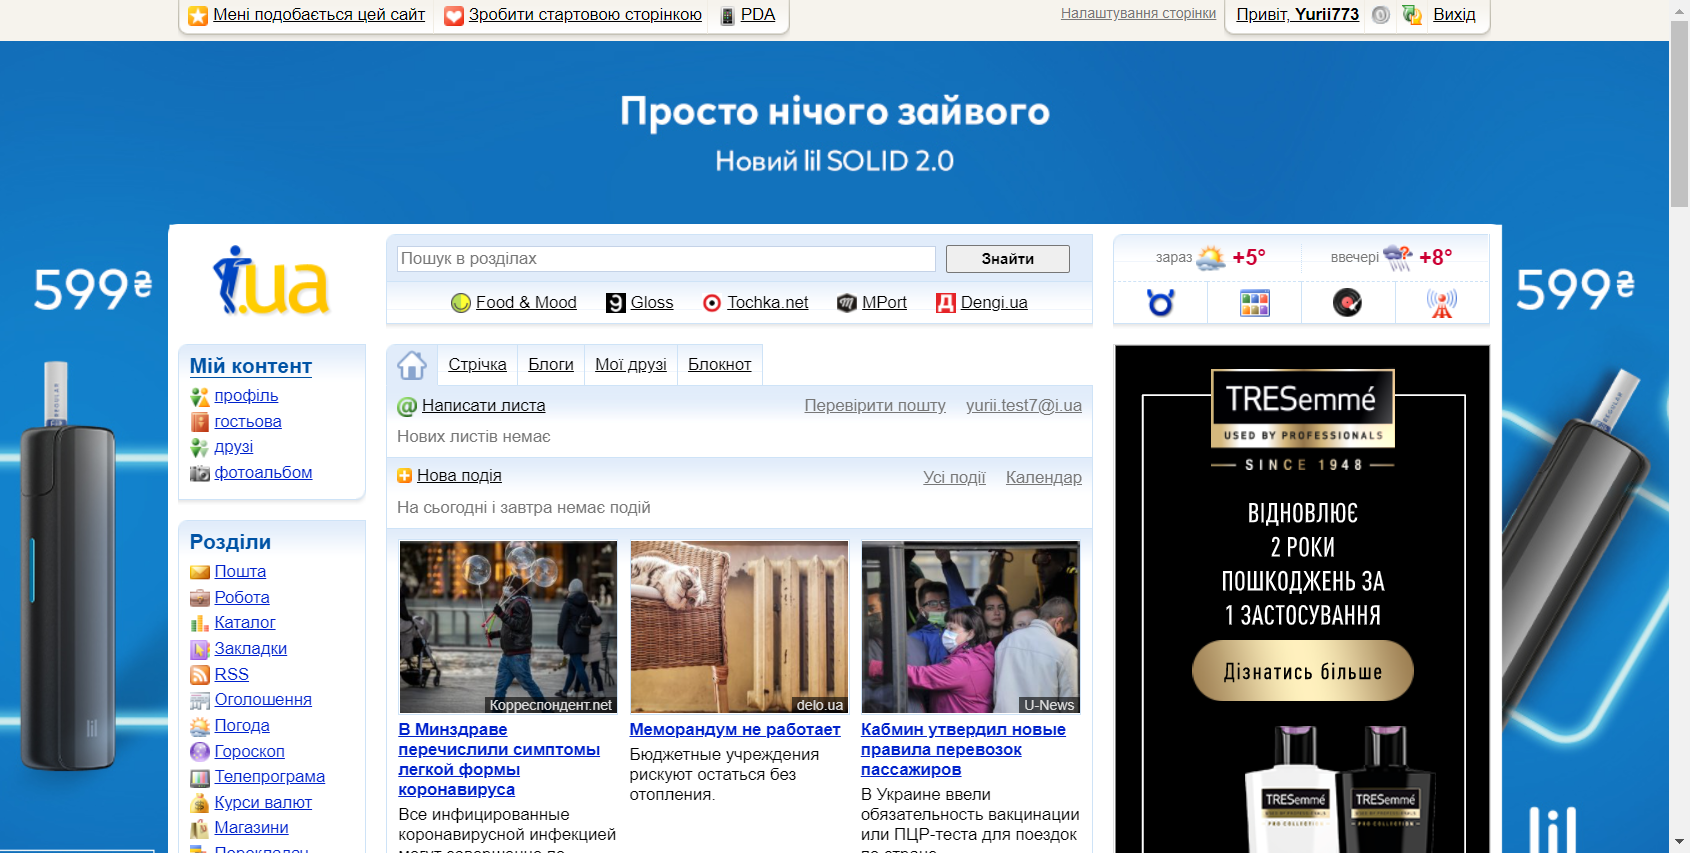 Мені подобається цей сайт
Зробити стартовою сторінкою
PDA
Налаштування сторінки
Привіт, Yurii773
Вихід
Просто нічого зайвого
Новий lil SOLID 2.0
599₴
599₴
i.ua
Пошук в розділах
Знайти
Food & Mood
Gloss
Tochka.net
MPort
Dengi.ua
зараз +5°
ввечері +8°
Мій контент
профіль
гостьова
друзі
фотоальбом
Розділи
Пошта
Робота
Каталог
Закладки
RSS
Оголошення
Погода
Гороскоп
Телепрограма
Курси валют
Магазини
Перекладач
Стрічка
Блоги
Мої друзі
Блокнот
Написати листа
Перевірити пошту
yurii.test7@i.ua
Нових листів немає
Нова подія
Усі події
Календар
На сьогодні і завтра немає подій
Корреспондент.net
В Минздраве
перечислили симптомы
легкой формы
коронавируса
Все инфицированные
коронавирусной инфекцией
delo.ua
Меморандум не работает
Бюджетные учреждения
рискуют остаться без
отопления.
U-News
Кабмин утвердил новые
правила перевозок
пассажиров
В Украине ввели
обязательность вакцинации
или ПЦР-теста для поездок
TRESemmé
USED BY PROFESSIONALS
SINCE 1948
ВІДНОВЛЮЄ
2 РОКИ
ПОШКОДЖЕНЬ ЗА
1 ЗАСТОСУВАННЯ
Дізнатись більше
TRESemmé
TRESemmé
lil
lil